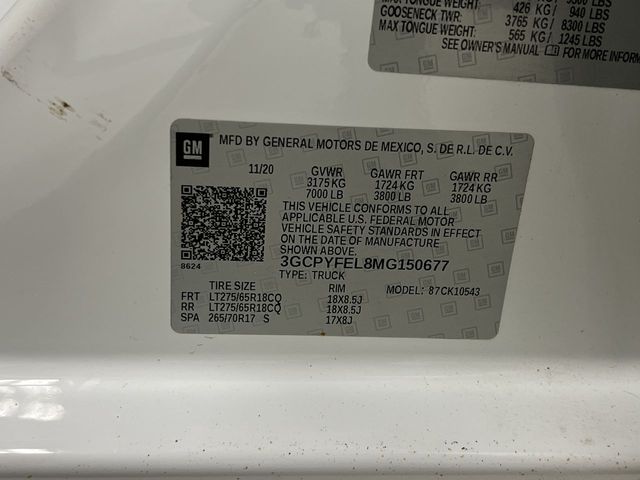 MAX TONGUE WEIGHT: 426 KG / 940 LBS
GOOSENECK TWR: 3765 KG / 8300 LBS
MAX TONGUE WEIGHT: 565 KG / 1245 LBS
SEE OWNER'S MANUAL FOR MORE INFORM
GM MFD BY GENERAL MOTORS DE MEXICO, S. DE R.L. DE C.V.
11/20 GVWR GAWR FRT GAWR RR
3175 KG 1724 KG 1724 KG
7000 LB 3800 LB 3800 LB
THIS VEHICLE CONFORMS TO ALL
APPLICABLE U.S. FEDERAL MOTOR
VEHICLE SAFETY STANDARDS IN EFFECT
ON THE DATE OF MANUFACTURE
SHOWN ABOVE.
8624 3GCPYFEL8MG150677
TYPE: TRUCK
TIRE SIZE RIM MODEL: 87CK10543
FRT LT275/65R18CQ 18X8.5J
RR LT275/65R18CQ 18X8.5J
SPA 265/70R17 S 17X8J